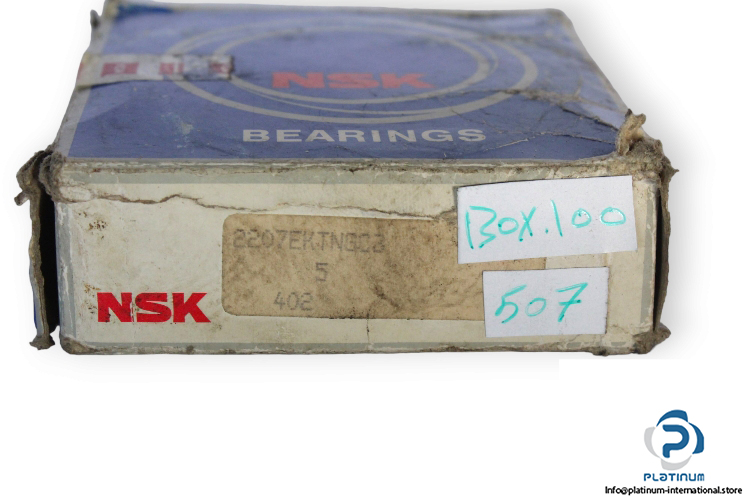 NSK
BEARINGS
2207EKTNGC3
5
402
NSK
BOX.100
507
PLATINUM
Info@platinum-international.store